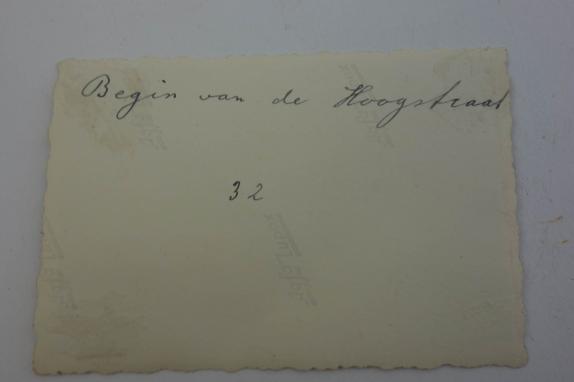 Begin van de Hoogstraat
32